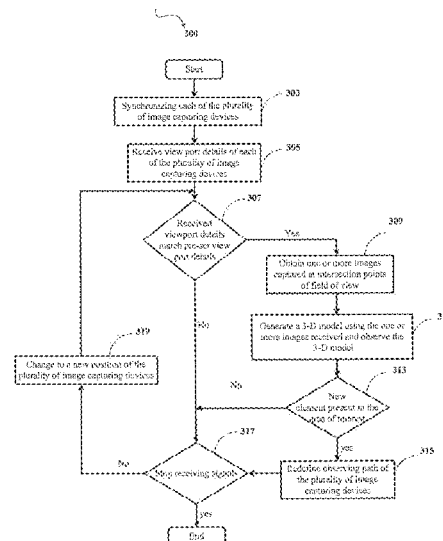 300
Start
303
Synchronizing each of the plurality
of image capturing devices
305
Receive view port details of each
of the plurality of image
capturing devices
307
Received
viewport details
match pre-set view
port details
Yes
309
Obtain one or more images
captured at intersection points
of field of view
No
Generate a 3-D model using the one or
more images received and observe the
3-D model
319
Change to a new position of the
plurality of image capturing devices
313
New
element present in the
area of interest
No
yes
315
Redefine observing path of
the plurality of image
capturing devices
317
Stop receiving signals
No
yes
End